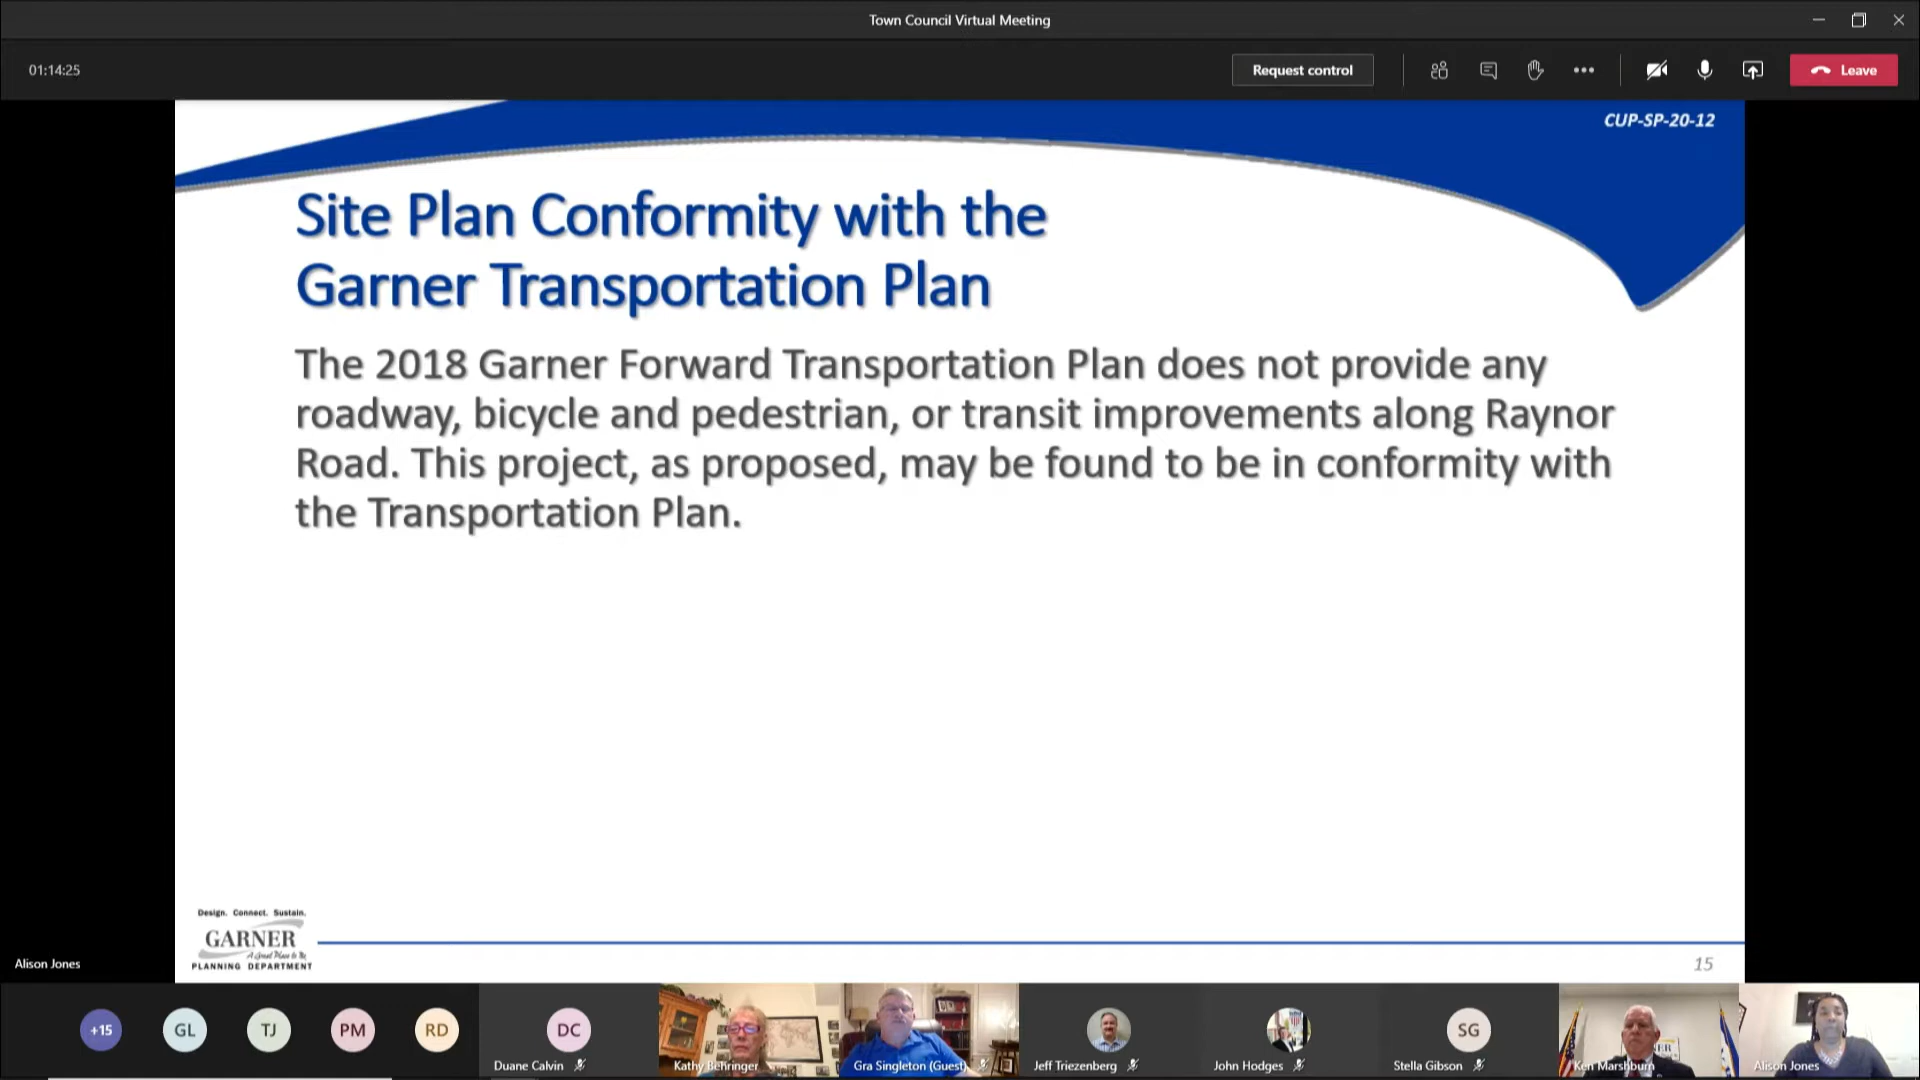 Town Council Virtual Meeting
01:14:25
Request control
Leave
CUP-SP-20-12
Site Plan Conformity with the
Garner Transportation Plan
The 2018 Garner Forward Transportation Plan does not provide any
roadway, bicycle and pedestrian, or transit improvements along Raynor
Road. This project, as proposed, may be found to be in conformity with
the Transportation Plan.
Design. Connect. Sustain.
GARNER
A Great Place to Be
PLANNING DEPARTMENT
15
Alison Jones
+15
GL
TJ
PM
RD
DC
SG
Duane Calvin
Kathy Behringer
Gra Singleton (Guest)
Jeff Triezenberg
John Hodges
Stella Gibson
Ken Marshburn
Alison Jones